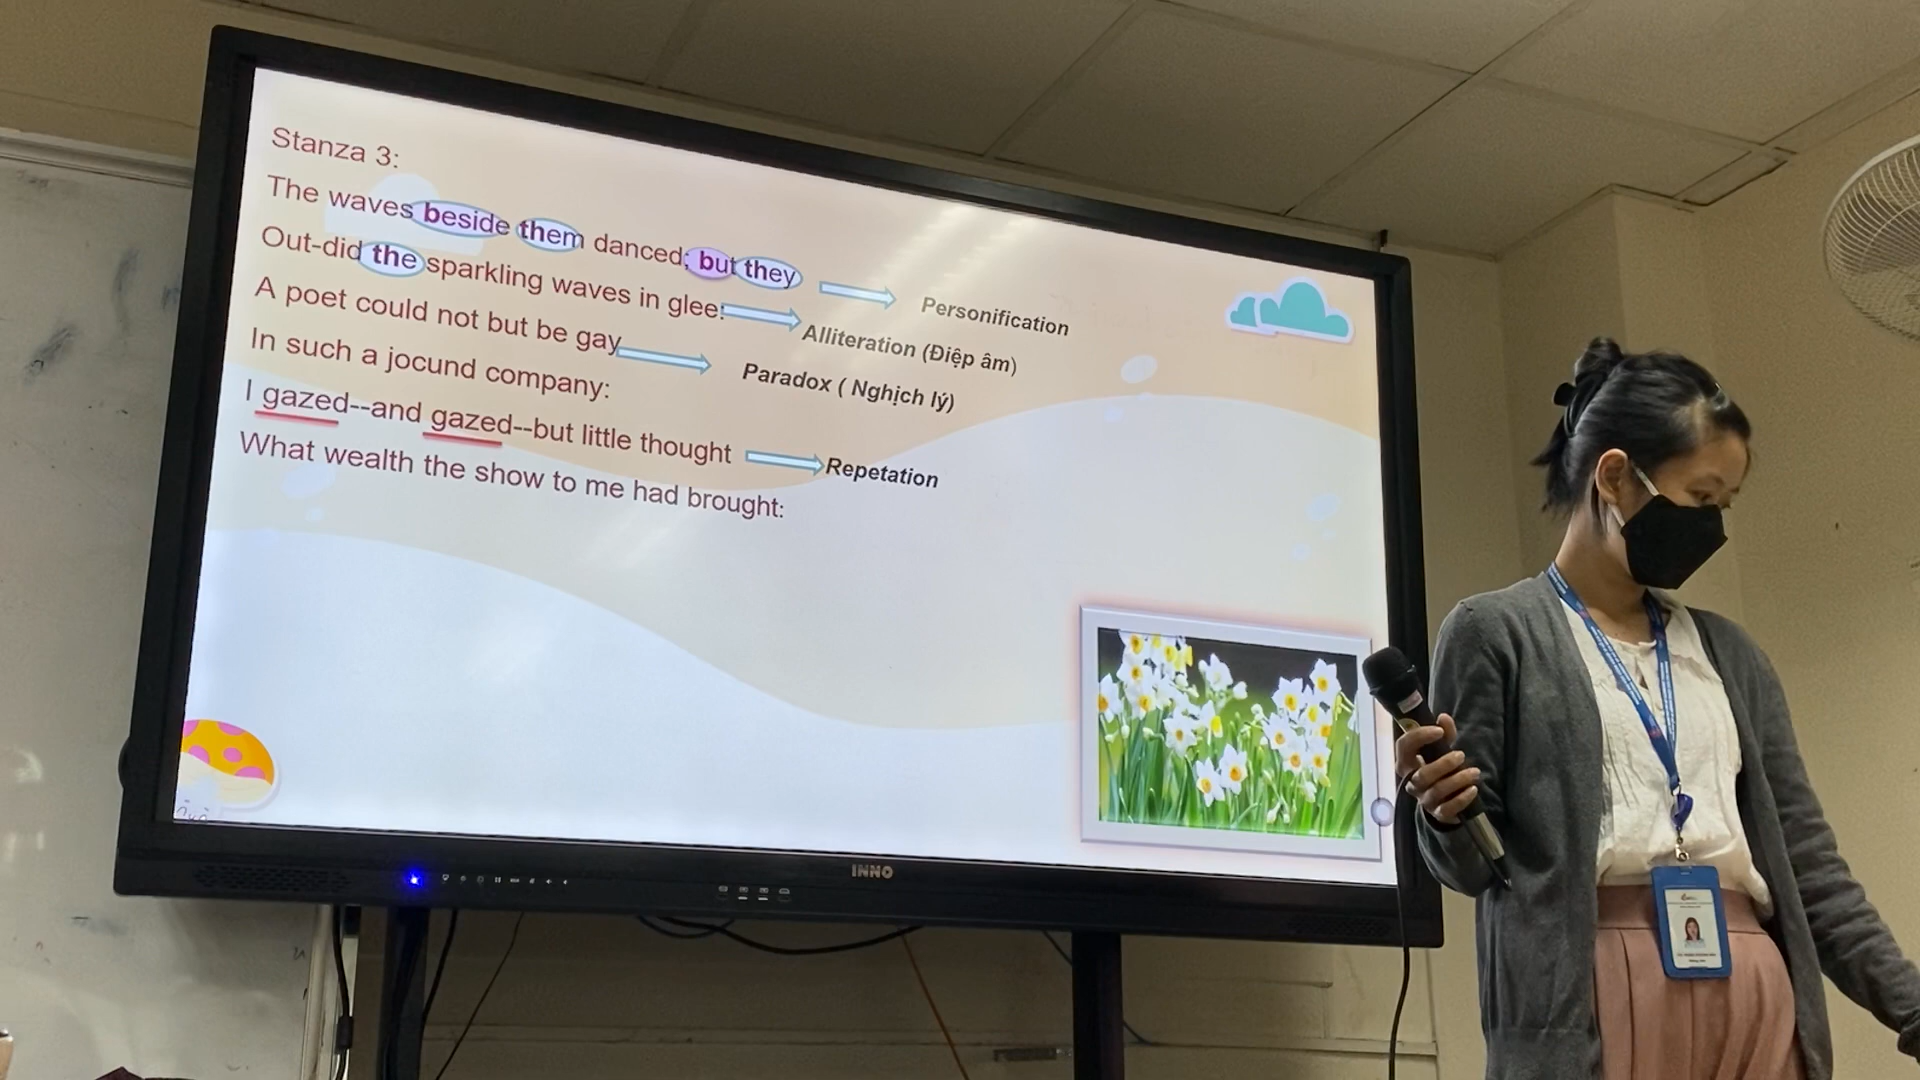 Stanza 3:
The waves beside them danced; but they
Personification
Out-did the sparkling waves in glee:
Alliteration (Điệp âm)
A poet could not but be gay
Paradox ( Nghịch lý)
In such a jocund company:
I gazed--and gazed--but little thought
Repetation
What wealth the show to me had brought:
INNO